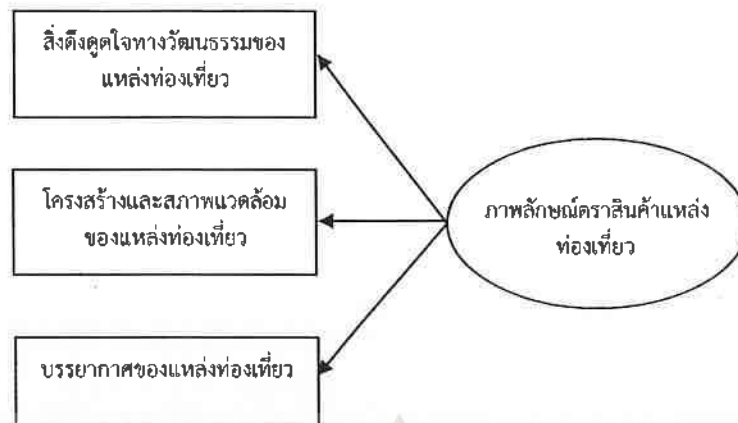 สิ่งดึงดูดใจทางวัฒนธรรมของ
แหล่งท่องเที่ยว
โครงสร้างและสภาพแวดล้อม
ของแหล่งท่องเที่ยว
ภาพลักษณ์ตราสินค้าแหล่ง
ท่องเที่ยว
บรรยากาศของแหล่งท่องเที่ยว